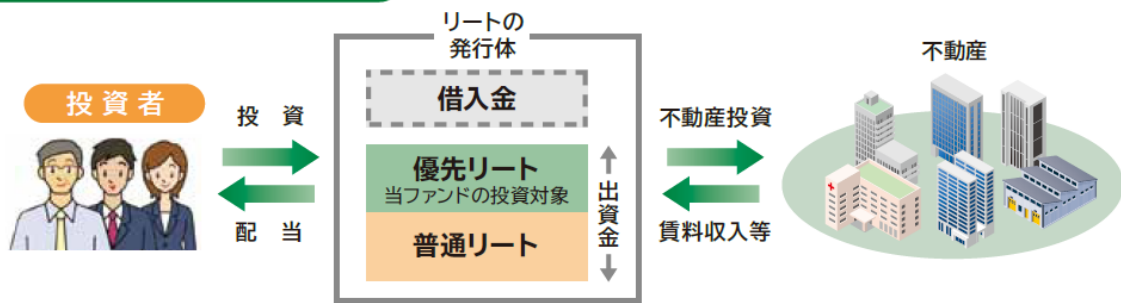 リートの
発行体
不動産
投資者
借入金
投 資
不動産投資
優先リート
当ファンドの投資対象
出資金
配 当
賃料収入等
普通リート